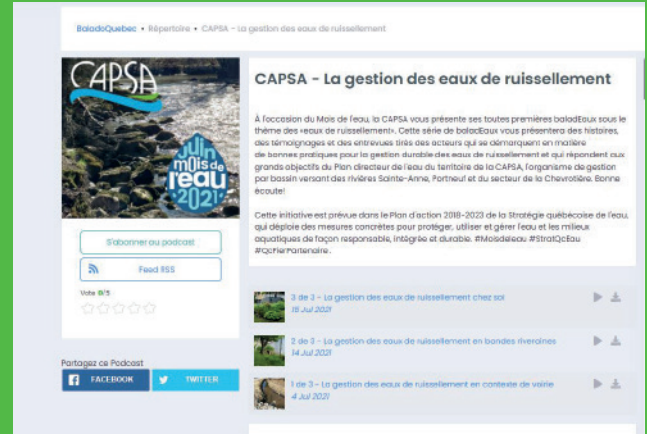 BaladoQuebec • Répertoire • CAPSA - La gestion des eaux de ruissellement
CAPSA
juin
mois de
l'eau
2021
S'abonner au podcast
Feed RSS
Vote 0/5
Partagez ce Podcast
FACEBOOK
TWITTER
CAPSA - La gestion des eaux de ruissellement
À l'occasion du Mois de l'eau, la CAPSA vous présente ses toutes premières baladEaux sous le
thème des «eaux de ruissellement». Cette série de baladEaux vous présentera des histoires,
des témoignages et des entrevues tirés des acteurs qui se démarquent en matière
de bonnes pratiques pour la gestion durable des eaux de ruissellement et qui répondent aux
grands objectifs du Plan directeur de l'eau du territoire de la CAPSA, l'organisme de gestion
par bassin versant des rivières Sainte-Anne, Portneuf et du secteur de la Chevrotière. Bonne
écoute!
Cette initiative est prévue dans le Plan d'action 2018-2023 de la Stratégie québécoise de l'eau,
qui déploie des mesures concrètes pour protéger, utiliser et gérer l'eau et les milieux
aquatiques de façon responsable, intégrée et durable. #Moisdeleau #StratQcEau
#QcFierPartenaire.
3 de 3 - La gestion des eaux de ruissellement chez soi
15 Jul 2021
2 de 3 - La gestion des eaux de ruissellement en bandes riveraines
14 Jul 2021
1 de 3 - La gestion des eaux de ruissellement en contexte de voirie
4 Jul 2021